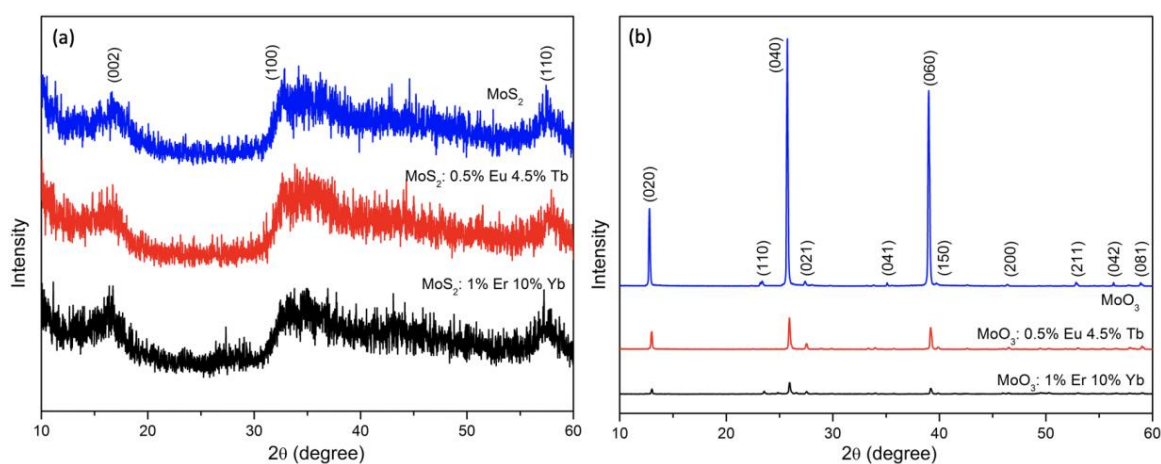 (a)
(002)
(100)
(110)
MoS₂
MoS₂: 0.5% Eu 4.5% Tb
MoS₂: 1% Er 10% Yb
Intensity
10 20 30 40 50 60
2θ (degree)
(b)
(020)
(110)
(040)
(021)
(041)
(060)
(150)
(200)
(211)
(042)
(081)
MoO₃
MoO₃: 0.5% Eu 4.5% Tb
MoO₃: 1% Er 10% Yb
Intensity
10 20 30 40 50 60
2θ (degree)